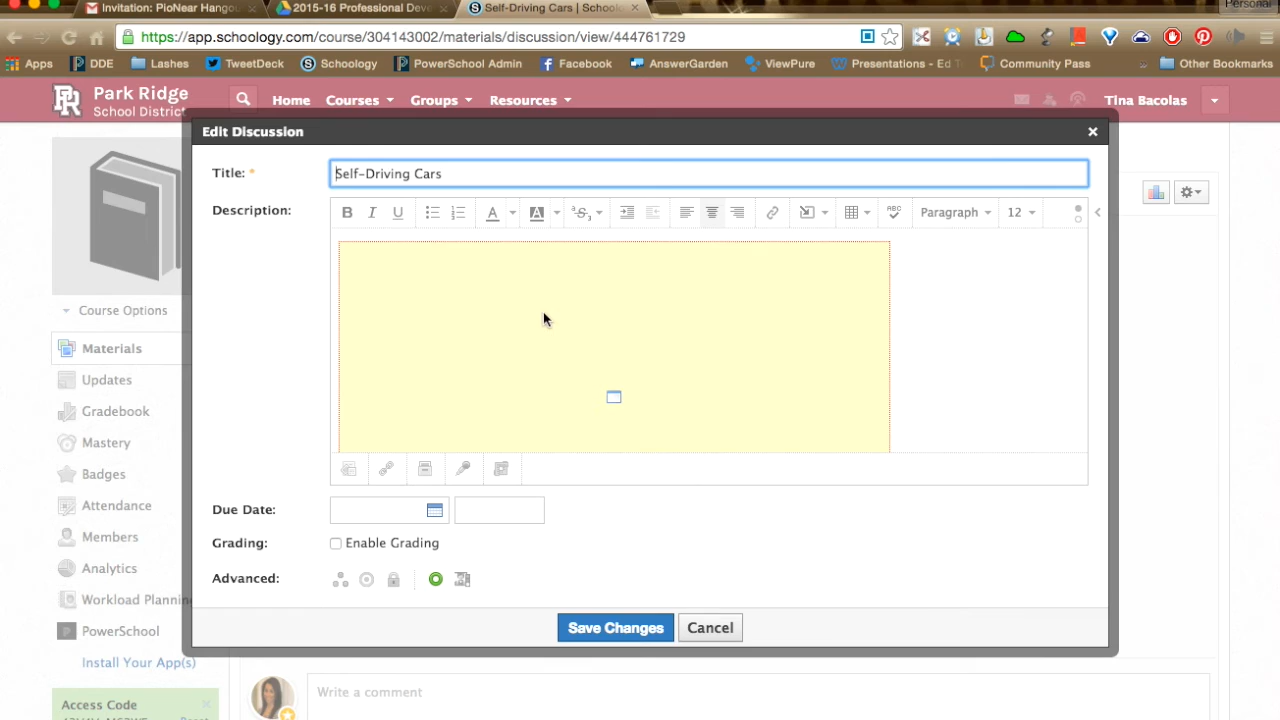 Invitation: PioNear Hangou
2015-16 Professional Deve
Self-Driving Cars | Schoolo
Personal
https://app.schoology.com/course/304143002/materials/discussion/view/444761729
Apps DDE Lashes TweetDeck Schoology PowerSchool Admin Facebook AnswerGarden ViewPure Presentations - Ed T Community Pass Other Bookmarks
PR Park Ridge
School District
Home Courses Groups Resources Tina Bacolas
Edit Discussion
Title: *
Self-Driving Cars
Description:
B I U A A S ABC Paragraph 12
Course Options
Materials
Updates
Gradebook
Mastery
Badges
Attendance
Members
Analytics
Workload Plannin
PowerSchool
Install Your App(s)
Access Code
Due Date:
Grading:
Enable Grading
Advanced:
Save Changes Cancel
Write a comment